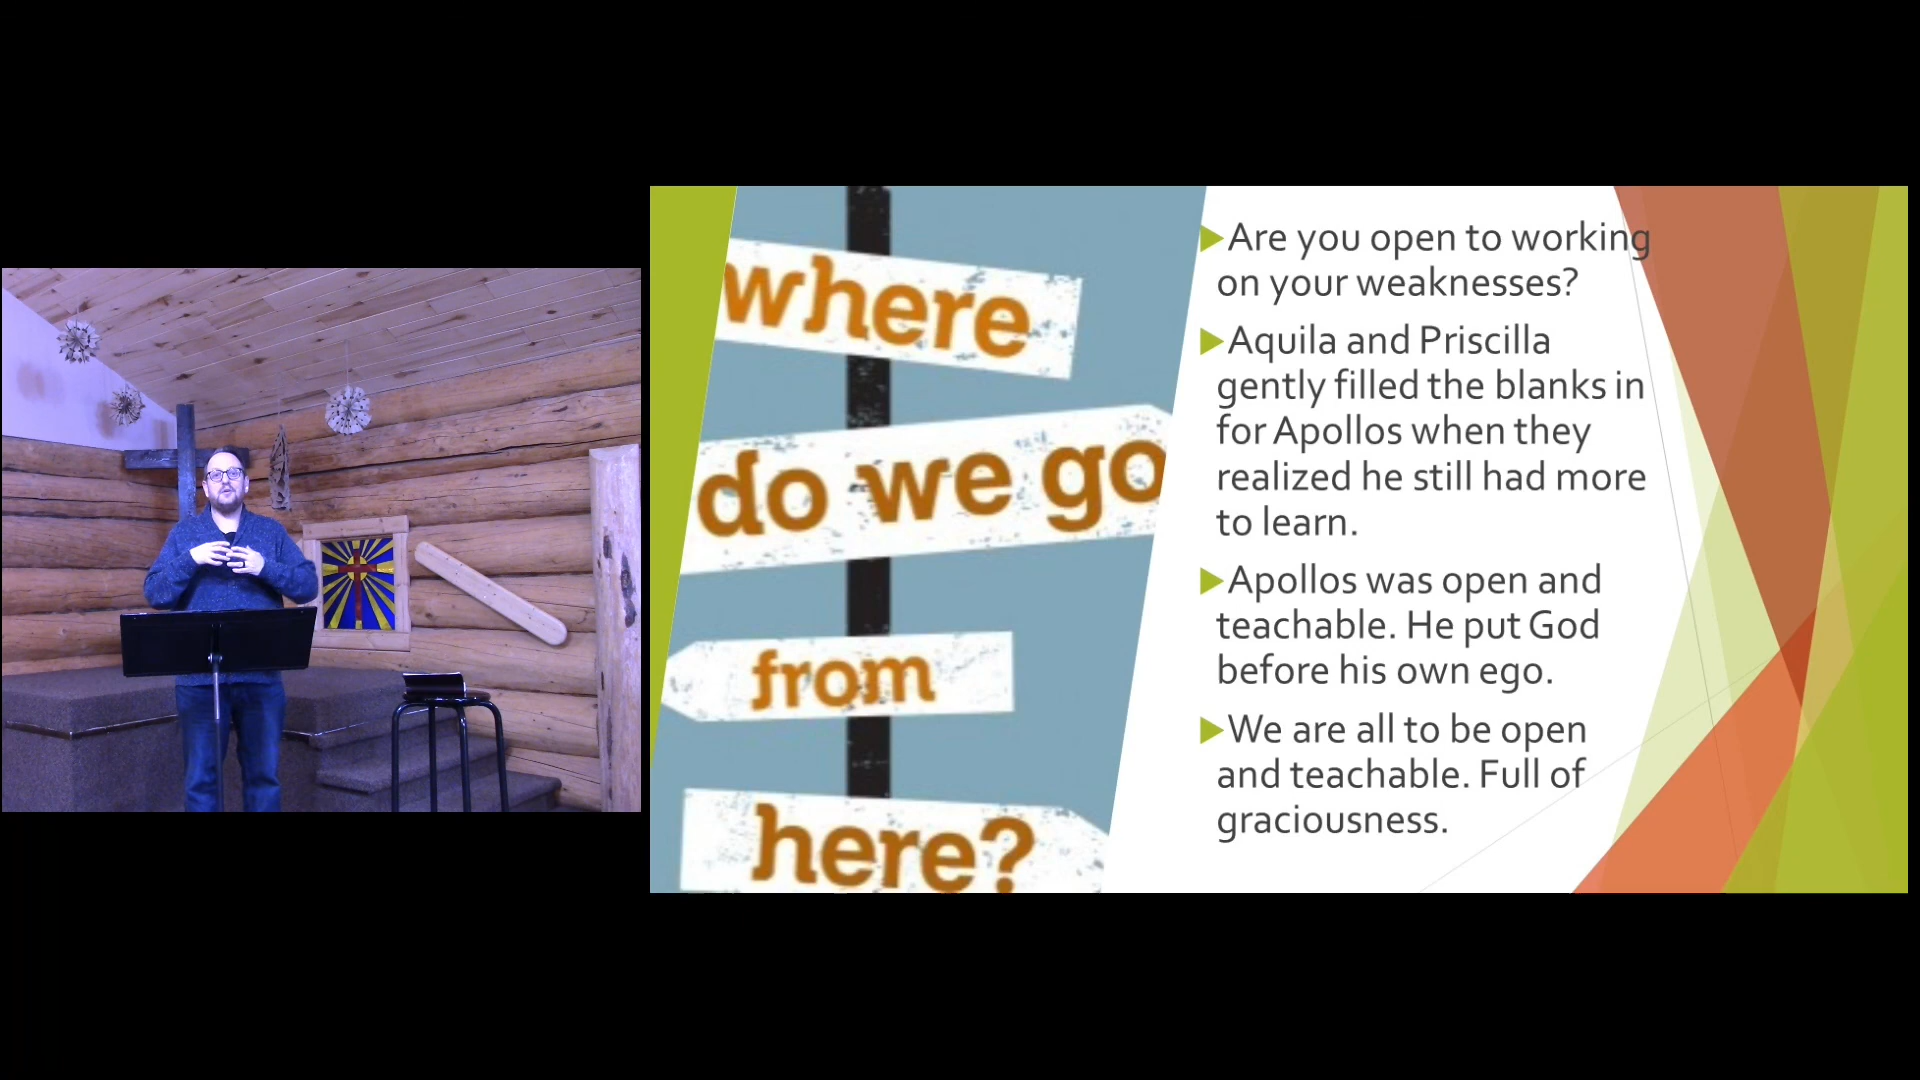 where
do we go
from
here?
Are you open to working
on your weaknesses?
Aquila and Priscilla
gently filled the blanks in
for Apollos when they
realized he still had more
to learn.
Apollos was open and
teachable. He put God
before his own ego.
We are all to be open
and teachable. Full of
graciousness.